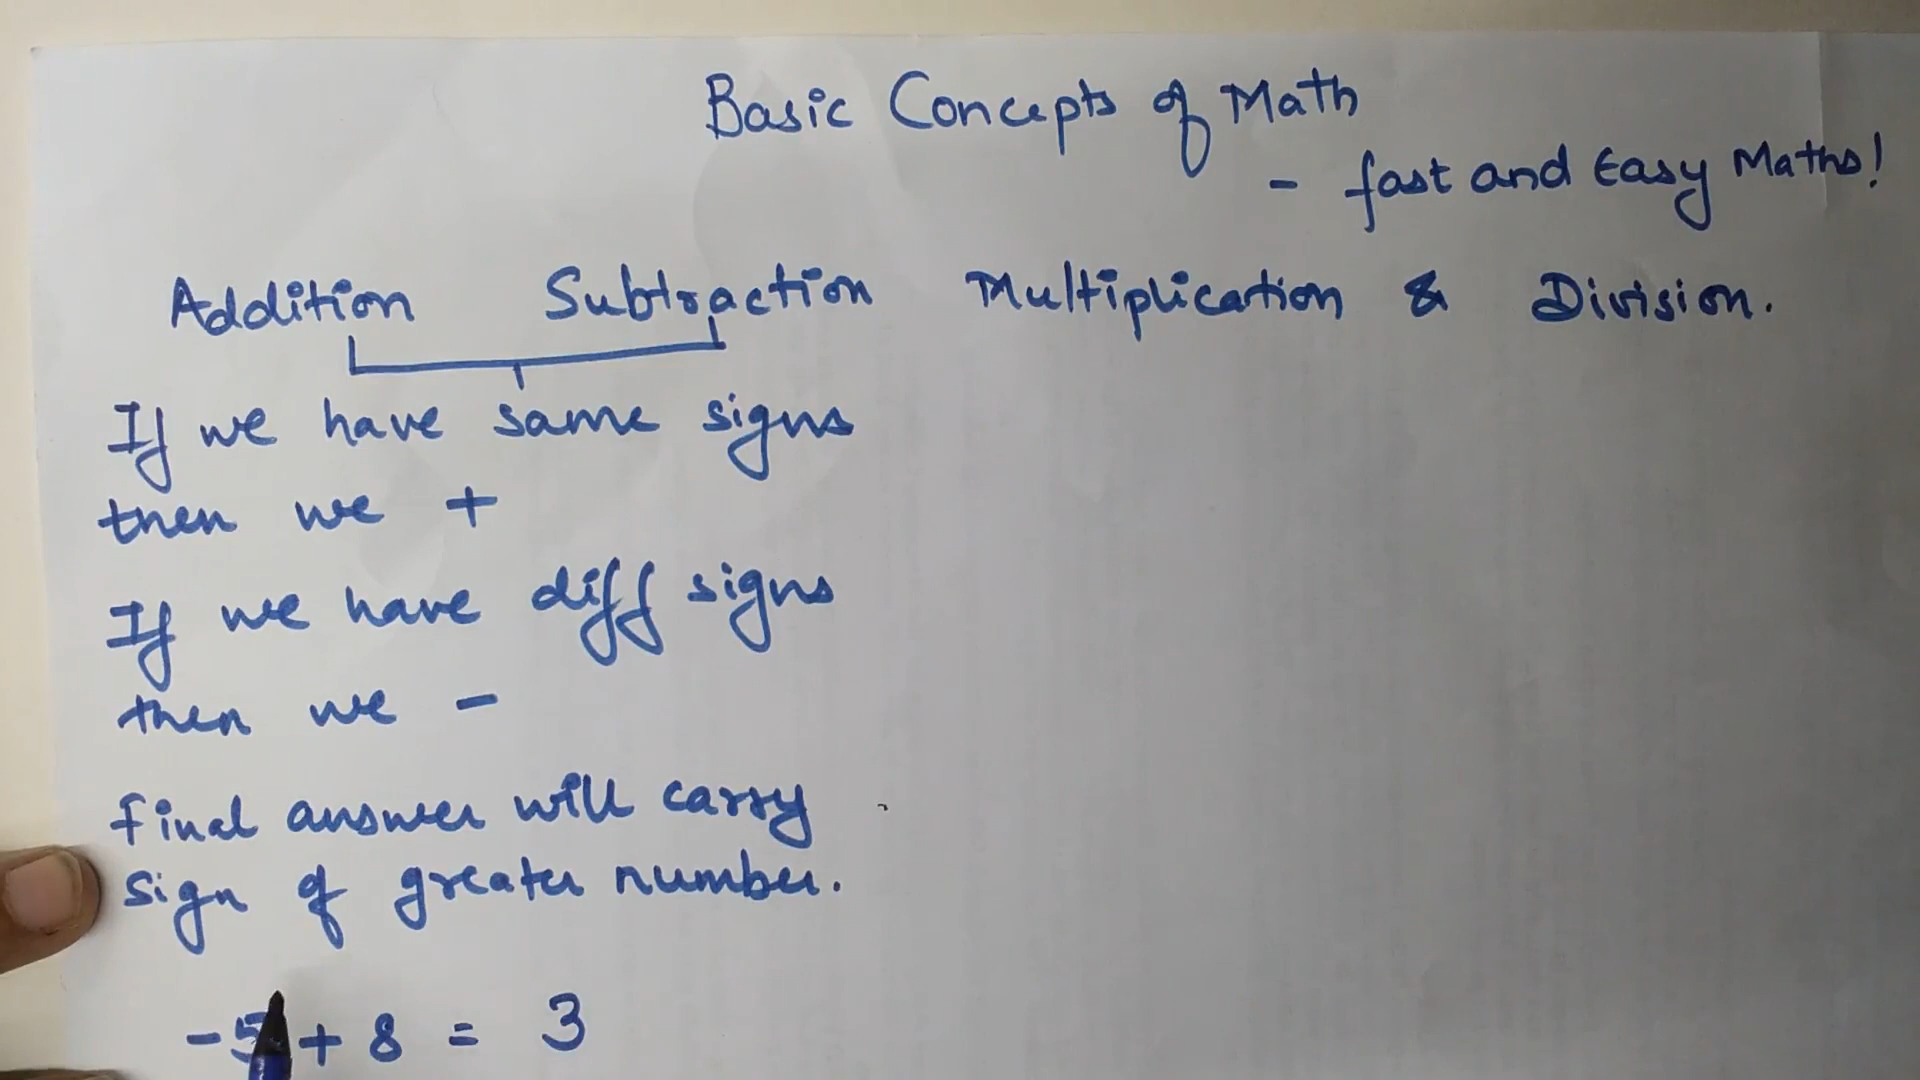 Basic Concepts of Math
- fast and Easy Maths!
Addition Subtraction Multiplication & Division.
If we have same signs
then we +
If we have diff signs
then we -
Final answer will carry
sign of greater number.
-5 + 8 = 3